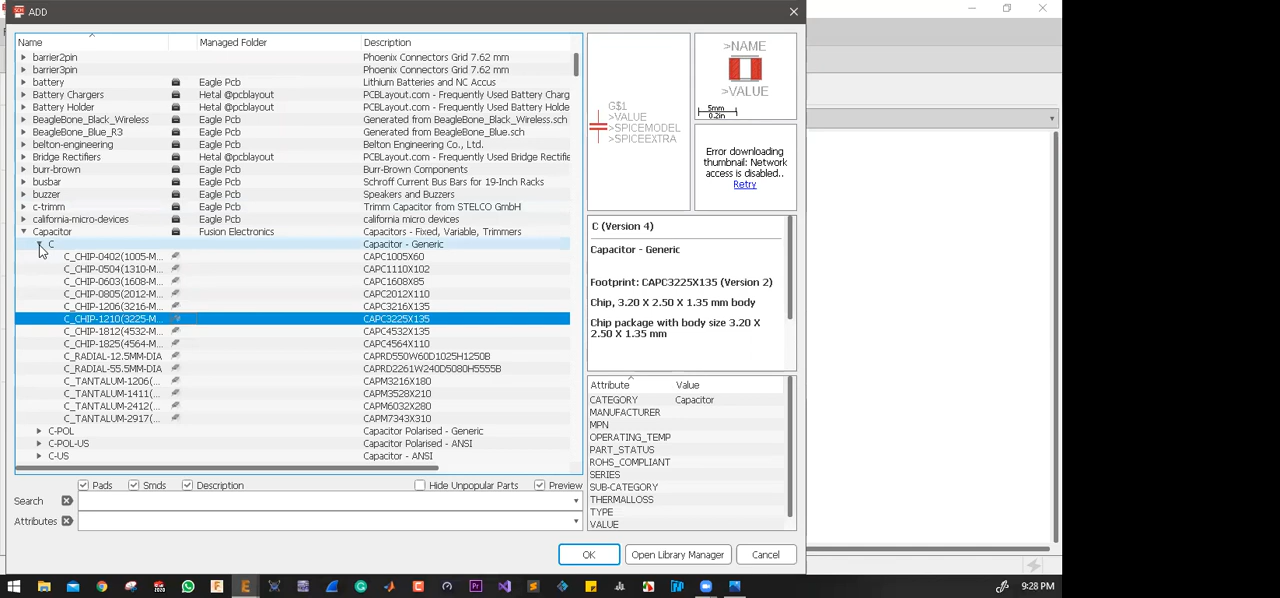 ADD
Name Managed Folder Description
barrier2pin Phoenix Connectors Grid 7.62 mm
barrier3pin Phoenix Connectors Grid 7.62 mm
battery Eagle Pcb Lithium Batteries and NC Accus
Battery Chargers Hetal @pcblayout PCBLayout.com - Frequently Used Battery Charg
Battery Holder Hetal @pcblayout PCBLayout.com - Frequently Used Battery Holde
BeagleBone_Black_Wireless Eagle Pcb Generated from BeagleBone_Black_Wireless.sch
BeagleBone_Blue_R3 Eagle Pcb Generated from BeagleBone_Blue.sch
belton-engineering Eagle Pcb Belton Engineering Co., Ltd.
Bridge Rectifiers Hetal @pcblayout PCBLayout.com - Frequently Used Bridge Rectifie
burr-brown Eagle Pcb Burr-Brown Components
busbar Eagle Pcb Schroff Current Bus Bars for 19-Inch Racks
buzzer Eagle Pcb Speakers and Buzzers
c-trimm Eagle Pcb Trimm Capacitor from STELCO GmbH
california-micro-devices Eagle Pcb california micro devices
Capacitor Fusion Electronics Capacitors - Fixed, Variable, Trimmers
C Capacitor - Generic
C_CHIP-0402(1005-M... CAPC1005X60
C_CHIP-0504(1310-M... CAPC1110X102
C_CHIP-0603(1608-M... CAPC1608X85
C_CHIP-0805(2012-M... CAPC2012X110
C_CHIP-1206(3216-M... CAPC3216X135
C_CHIP-1210(3225-M... CAPC3225X135
C_CHIP-1812(4532-M... CAPC4532X135
C_CHIP-1825(4564-M... CAPC4564X110
C_RADIAL-12.5MM-DIA CAPRD550W60D1025H1250B
C_RADIAL-55.5MM-DIA CAPRD2261W240D5080H5555B
C_TANTALUM-1206(... CAPM3216X180
C_TANTALUM-1411(... CAPM3528X210
C_TANTALUM-2412(... CAPM6032X280
C_TANTALUM-2917(... CAPM7343X310
C-POL Capacitor Polarised - Generic
C-POL-US Capacitor Polarised - ANSI
C-US Capacitor - ANSI
Pads Smds Description Hide Unpopular Parts Preview
Search
Attributes
G$1
>VALUE
>SPICEMODEL
>SPICEEXTRA
>NAME
>VALUE
5mm
0.2in
Error downloading
thumbnail: Network
access is disabled..
Retry
C (Version 4)
Capacitor - Generic
Footprint: CAPC3225X135 (Version 2)
Chip, 3.20 X 2.50 X 1.35 mm body
Chip package with body size 3.20 X
2.50 X 1.35 mm
Attribute Value
CATEGORY Capacitor
MANUFACTURER
MPN
OPERATING_TEMP
PART_STATUS
ROHS_COMPLIANT
SERIES
SUB-CATEGORY
THERMALLOSS
TYPE
VALUE
OK Open Library Manager Cancel
9:28 PM